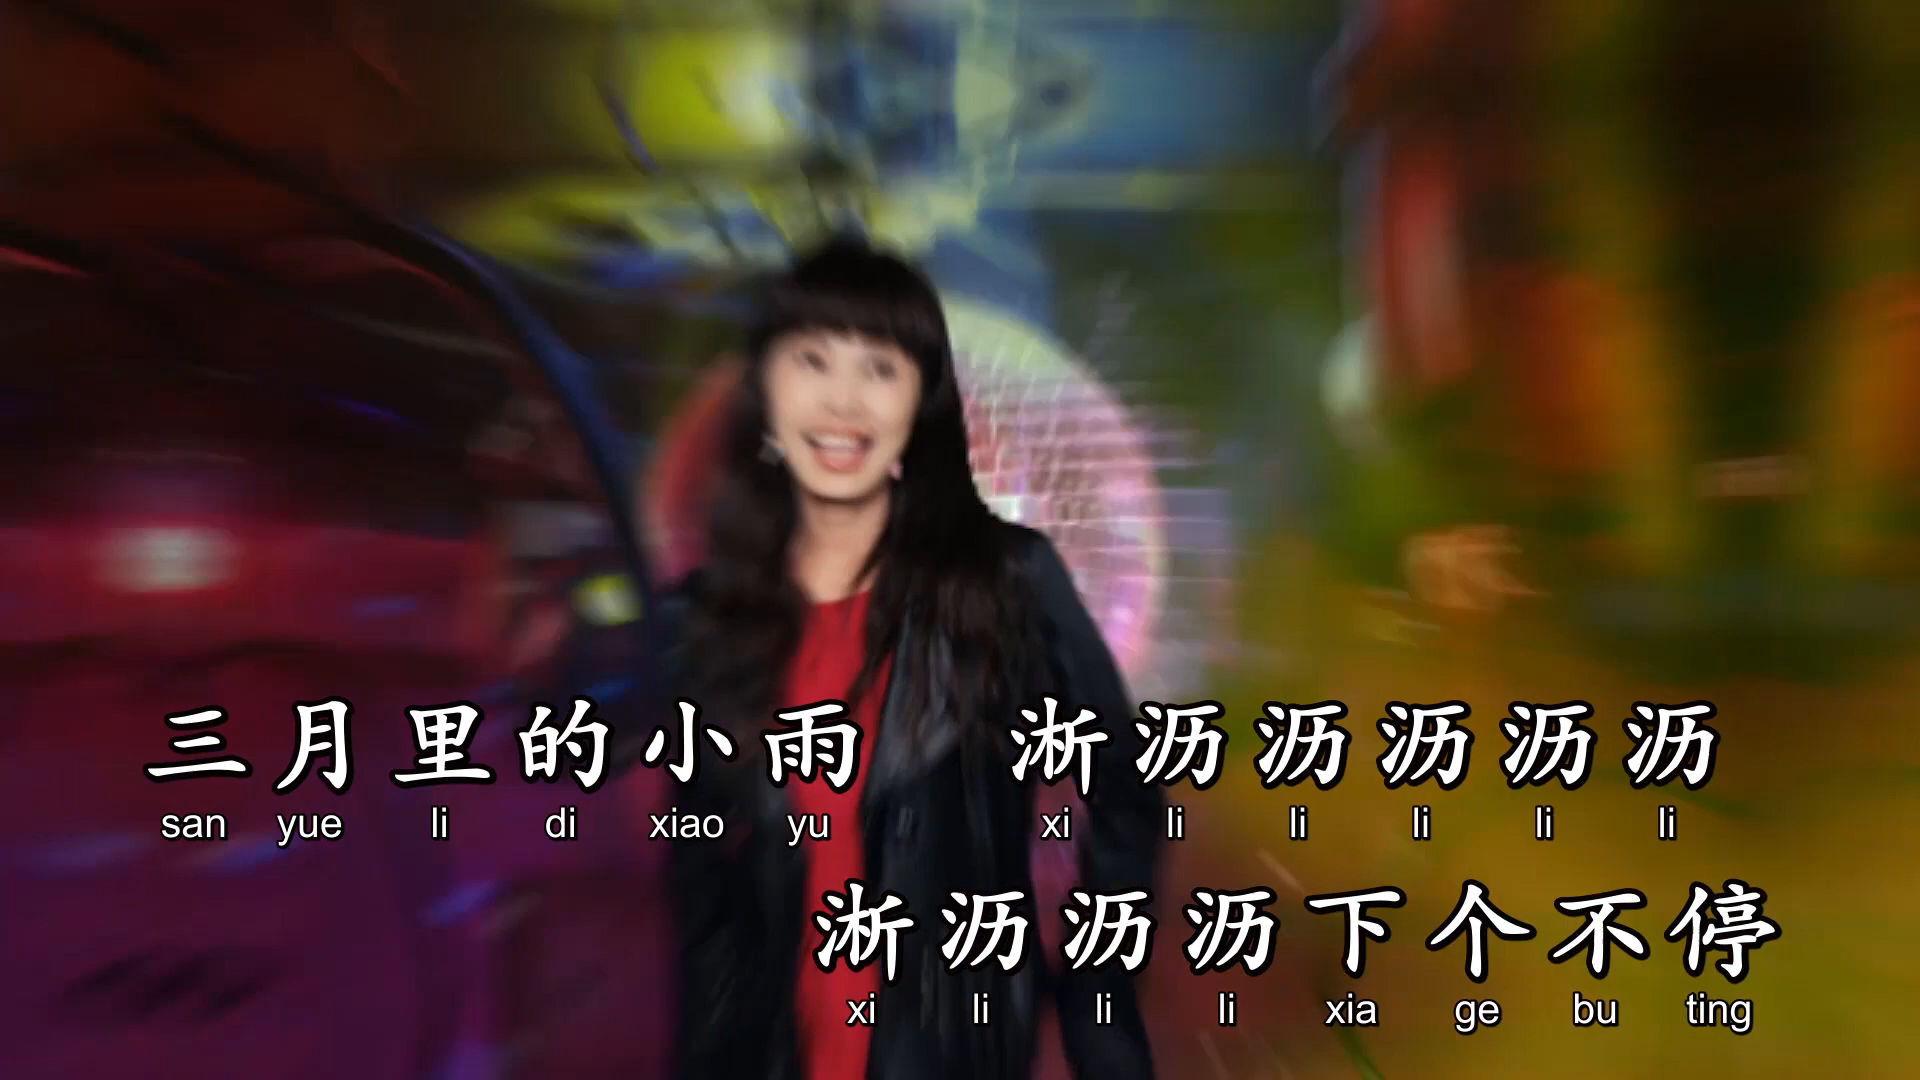 三月里的小雨 淅沥沥沥沥沥
san yue li di xiao yu xi li li li li li
淅沥沥沥下个不停
xi li li li xia ge bu ting